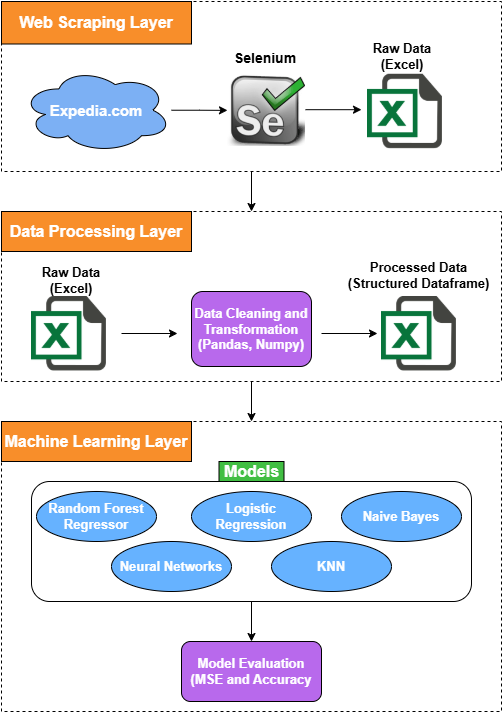 Web Scraping Layer
Expedia.com
Selenium
Se
Raw Data
(Excel)
X
Data Processing Layer
Raw Data
(Excel)
X
Data Cleaning and
Transformation
(Pandas, Numpy)
Processed Data
(Structured Dataframe)
X
Machine Learning Layer
Models
Random Forest
Regressor
Logistic
Regression
Naive Bayes
Neural Networks
KNN
Model Evaluation
(MSE and Accuracy